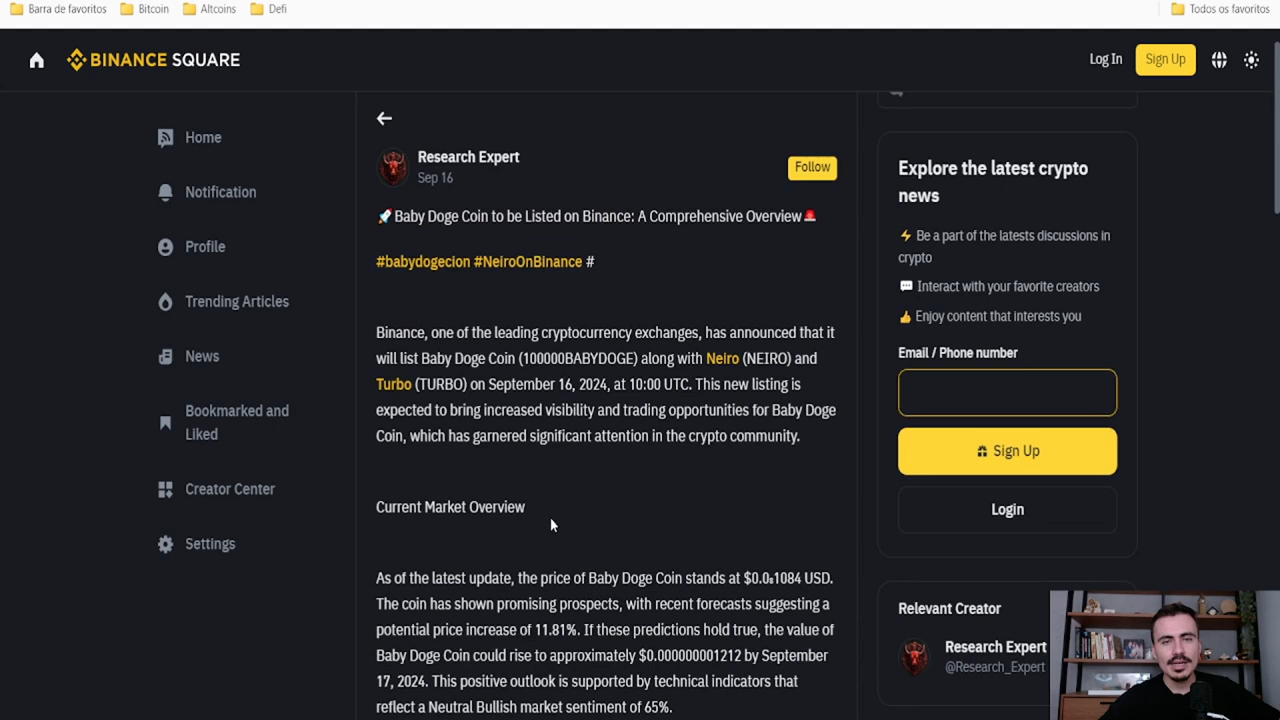 Barra de favoritos Bitcoin Altcoins Defi Todos os favoritos
BINANCE SQUARE Log In Sign Up
Home
Notification
Profile
Trending Articles
News
Bookmarked and
Liked
Creator Center
Settings
Research Expert
Sep 16
Follow
🚀Baby Doge Coin to be Listed on Binance: A Comprehensive Overview🚨
#babydogecion #NeiroOnBinance #
Binance, one of the leading cryptocurrency exchanges, has announced that it
will list Baby Doge Coin (100000BABYDOGE) along with Neiro (NEIRO) and
Turbo (TURBO) on September 16, 2024, at 10:00 UTC. This new listing is
expected to bring increased visibility and trading opportunities for Baby Doge
Coin, which has garnered significant attention in the crypto community.
Current Market Overview
As of the latest update, the price of Baby Doge Coin stands at $0.0₈1084 USD.
The coin has shown promising prospects, with recent forecasts suggesting a
potential price increase of 11.81%. If these predictions hold true, the value of
Baby Doge Coin could rise to approximately $0.000000001212 by September
17, 2024. This positive outlook is supported by technical indicators that
reflect a Neutral Bullish market sentiment of 65%.
Explore the latest crypto
news
⚡ Be a part of the latests discussions in
crypto
💬 Interact with your favorite creators
👍 Enjoy content that interests you
Email / Phone number
Sign Up
Login
Relevant Creator
Research Expert
@Research_Expert